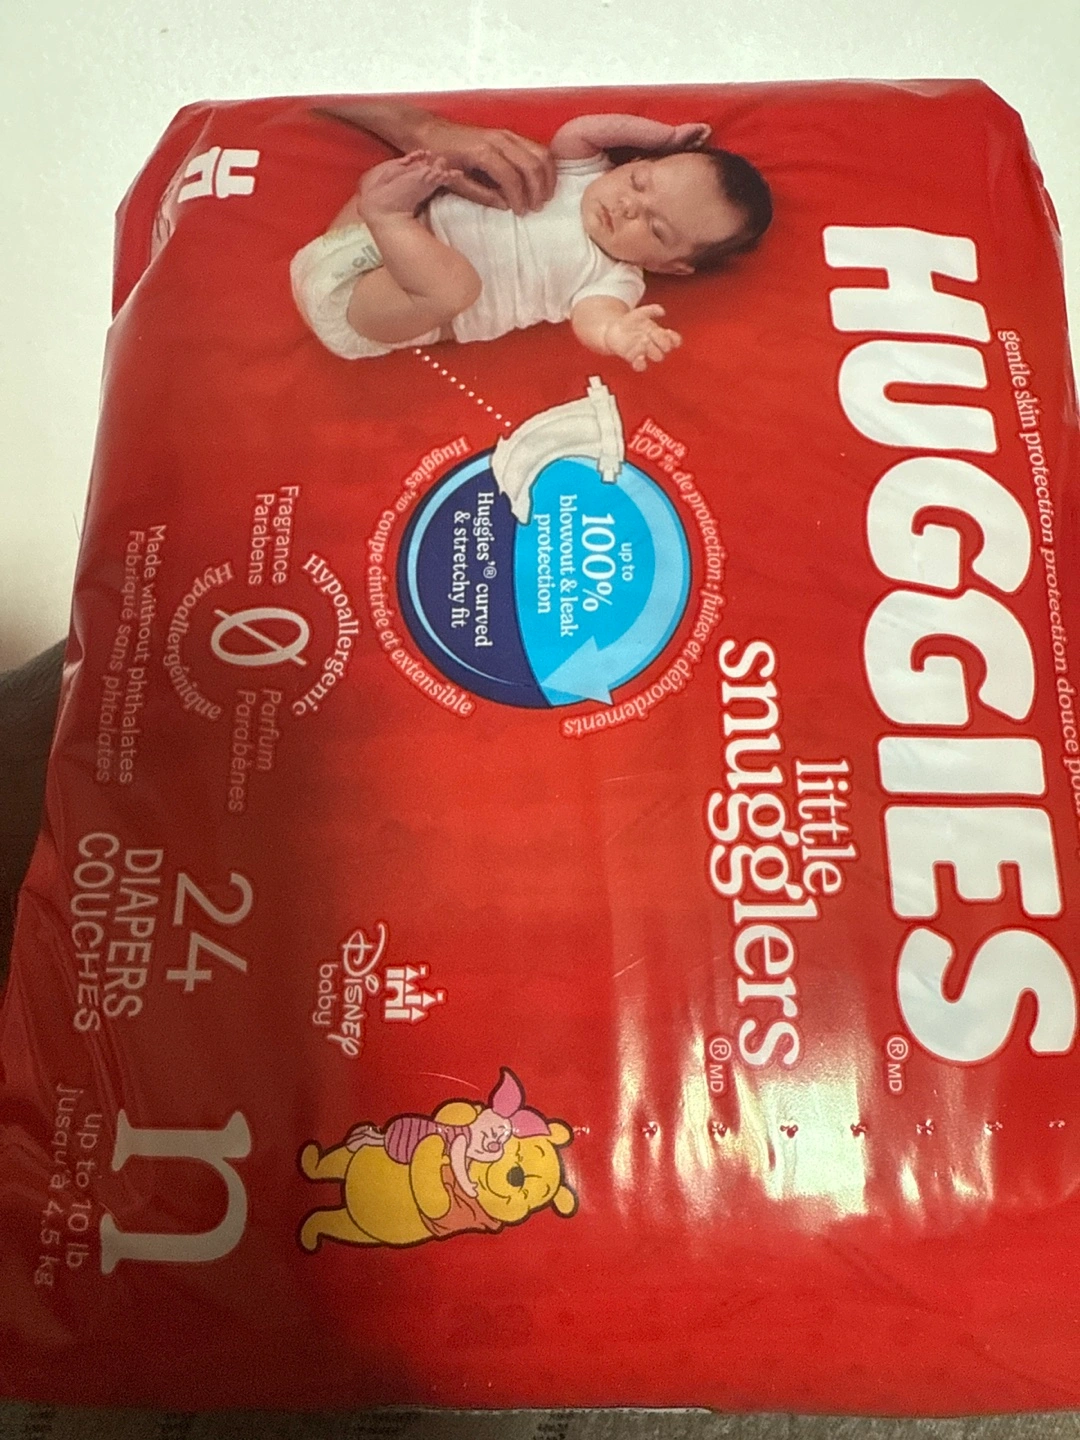 gentle skin protection protection douce
HUGGIES®MD
little
snugglers®MD
up to
100%
blowout & leak
protection
Huggies'® curved
& stretchy fit
100 % de protection: fuites et débordements
Huggies'MD coupe cintrée et extensible
Hypoallergenic
Fragrance
Parabens
0
Parfum
Parabènes
Hypoallergénique
Made without phthalates
Fabriqué sans phtalates
24
DIAPERS
COUCHES
Disney
baby
n
up to 10 lb
jusqu'à 4.5 kg